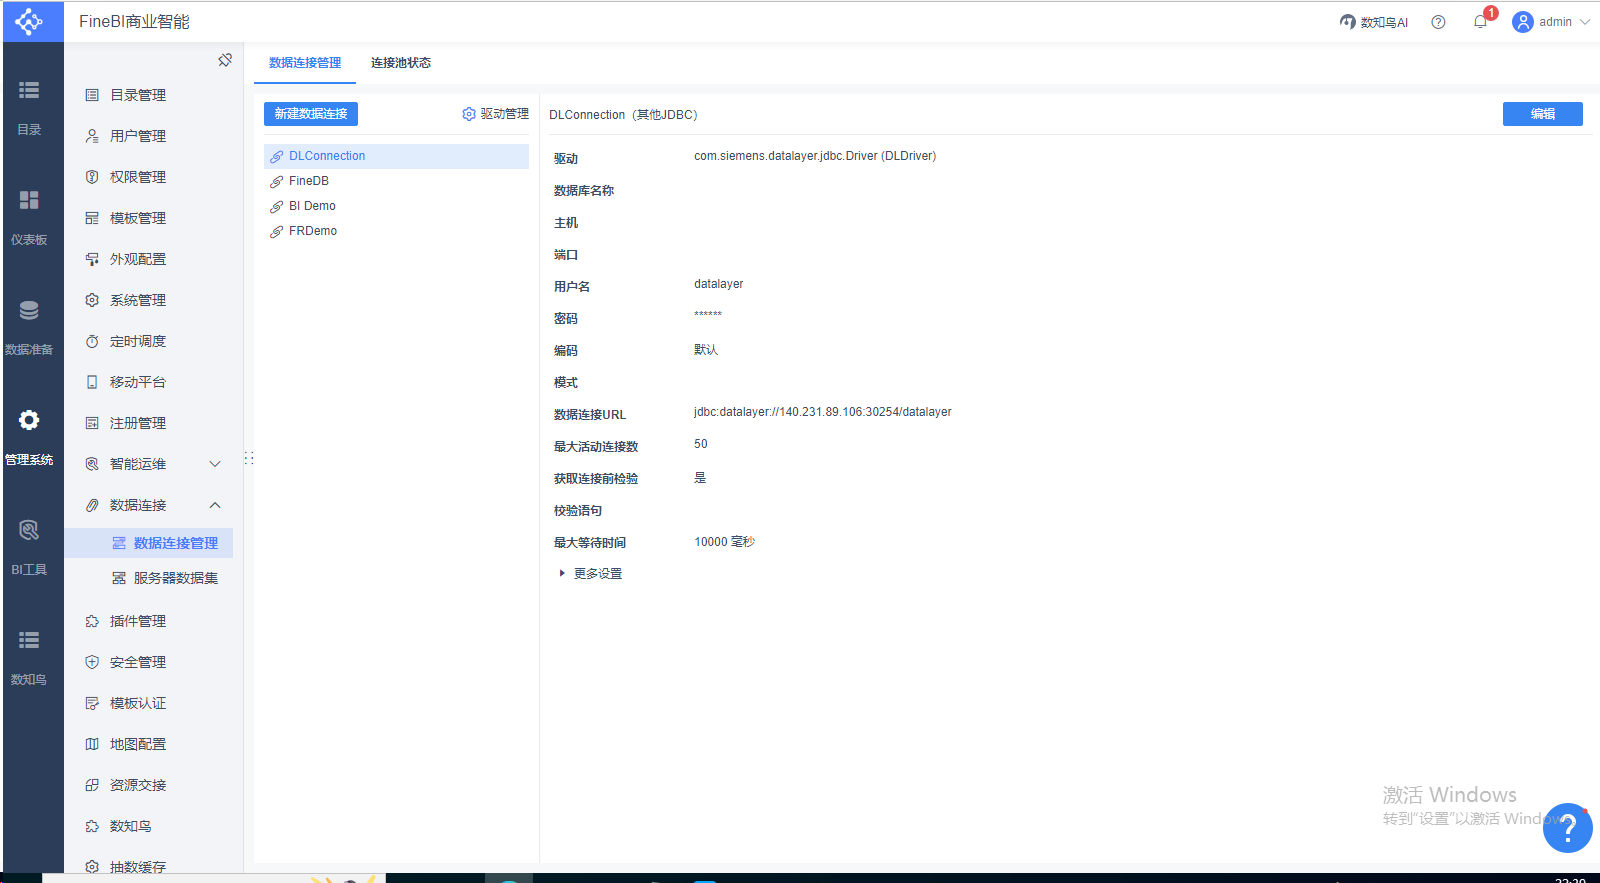 FineBI商业智能
数知鸟AI
1
admin
目录
仪表板
数据准备
管理系统
BI工具
数知鸟
目录管理
用户管理
权限管理
模板管理
外观配置
系统管理
定时调度
移动平台
注册管理
智能运维
数据连接
数据连接管理
服务器数据集
插件管理
安全管理
模板认证
地图配置
资源交接
数知鸟
抽数缓存
数据连接管理 连接池状态
新建数据连接 驱动管理
DLConnection
FineDB
BI Demo
FRDemo
DLConnection（其他JDBC） 编辑
驱动 com.siemens.datalayer.jdbc.Driver (DLDriver)
数据库名称
主机
端口
用户名 datalayer
密码 ******
编码 默认
模式
数据连接URL jdbc:datalayer://140.231.89.106:30254/datalayer
最大活动连接数 50
获取连接前检验 是
校验语句
最大等待时间 10000 毫秒
更多设置
激活 Windows
转到"设置"以激活 Windows。